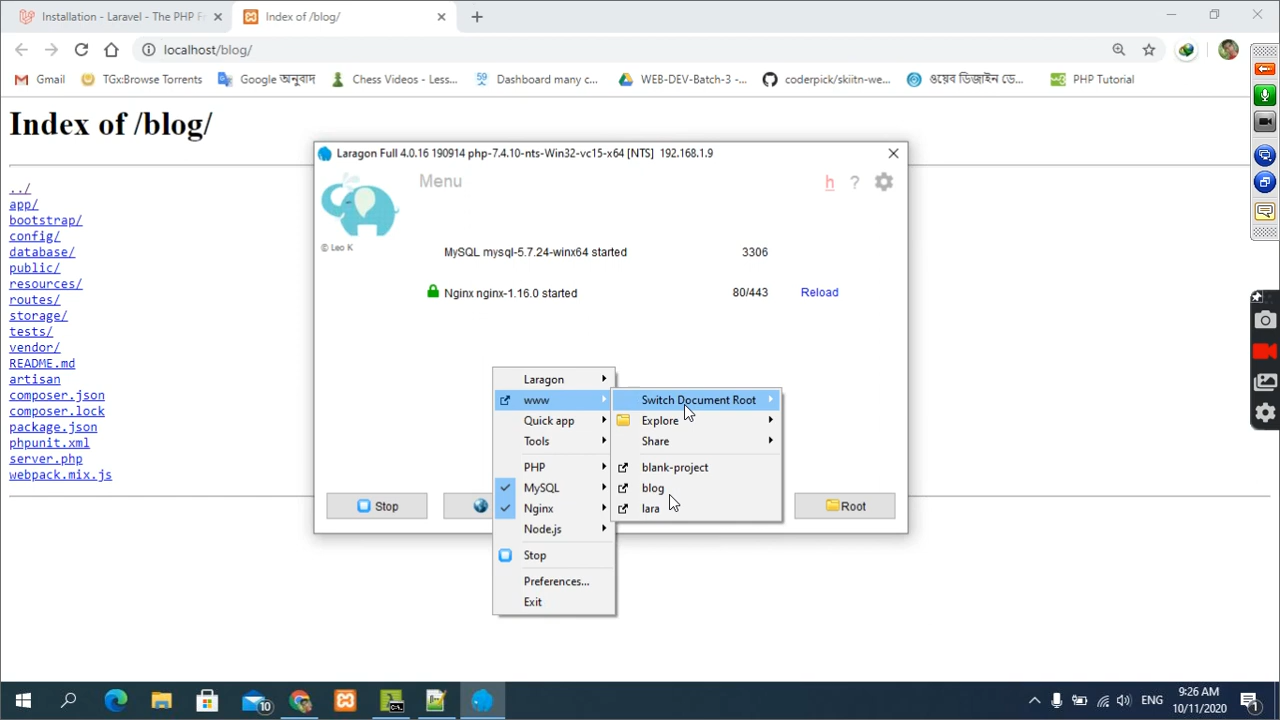 Installation - Laravel - The PHP Fr
Index of /blog/
localhost/blog/
Gmail
TGx:Browse Torrents
Google অনুবাদ
Chess Videos - Less...
59
Dashboard many c...
WEB-DEV-Batch-3 -...
coderpick/skiitn-we...
ওয়েব ডিজাইন ডে...
PHP Tutorial
Index of /blog/
../
app/
bootstrap/
config/
database/
public/
resources/
routes/
storage/
tests/
vendor/
README.md
artisan
composer.json
composer.lock
package.json
phpunit.xml
server.php
webpack.mix.js
Laragon Full 4.0.16 190914 php-7.4.10-nts-Win32-vc15-x64 [NTS] 192.168.1.9
Menu
h ?
© Leo K
MySQL mysql-5.7.24-winx64 started 3306
Nginx nginx-1.16.0 started 80/443 Reload
Stop
Root
Laragon
www
Quick app
Tools
PHP
MySQL
Nginx
Node.js
Stop
Preferences...
Exit
Switch Document Root
Explore
Share
blank-project
blog
lara
10
ENG
9:26 AM
10/11/2020
1